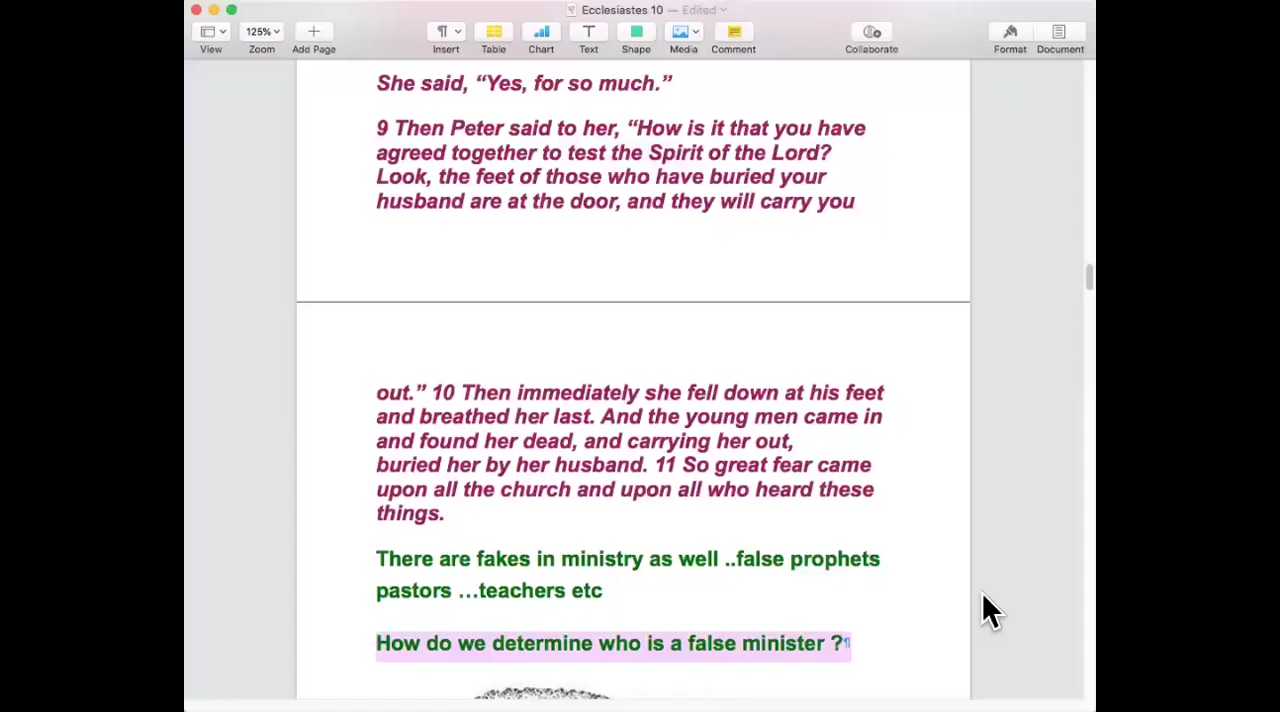 Ecclesiastes 10 — Edited
125%
View
Zoom
Add Page
Insert
Table
Chart
Text
Shape
Media
Comment
Collaborate
Format
Document
She said, “Yes, for so much.”
9 Then Peter said to her, “How is it that you have
agreed together to test the Spirit of the Lord?
Look, the feet of those who have buried your
husband are at the door, and they will carry you
out.” 10 Then immediately she fell down at his feet
and breathed her last. And the young men came in
and found her dead, and carrying her out,
buried her by her husband. 11 So great fear came
upon all the church and upon all who heard these
things.
There are fakes in ministry as well ..false prophets
pastors …teachers etc
How do we determine who is a false minister ?¶